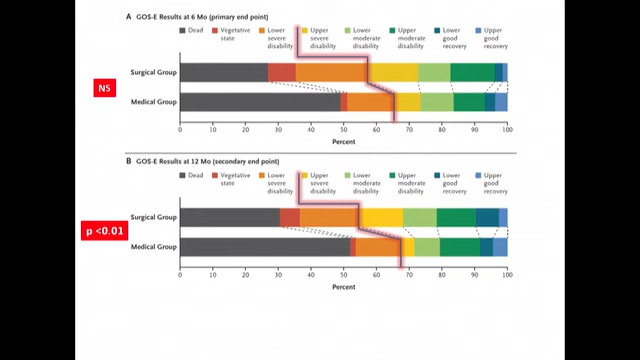 A GOS-E Results at 6 Mo (primary end point)
Dead Vegetative state Lower severe disability Upper severe disability Lower moderate disability Upper moderate disability Lower good recovery Upper good recovery
Surgical Group
NS
Medical Group
0 10 20 30 40 50 60 70 80 90 100
Percent
B GOS-E Results at 12 Mo (secondary end point)
Dead Vegetative state Lower severe disability Upper severe disability Lower moderate disability Upper moderate disability Lower good recovery Upper good recovery
Surgical Group
p <0.01
Medical Group
0 10 20 30 40 50 60 70 80 90 100
Percent